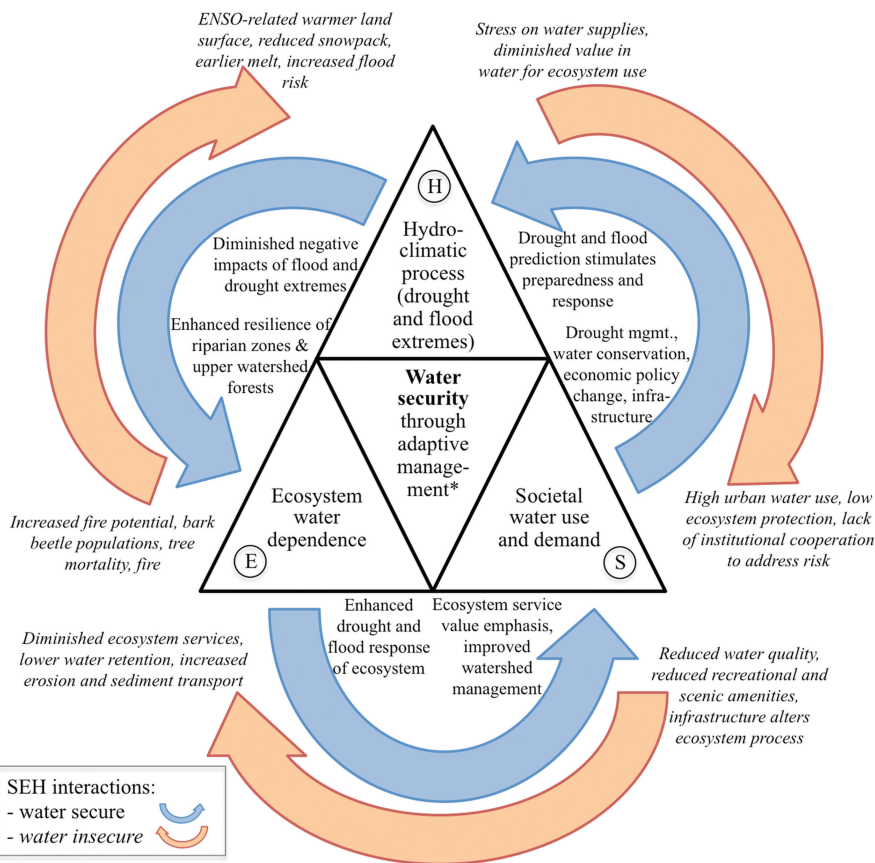 ENSO-related warmer land
surface, reduced snowpack,
earlier melt, increased flood
risk
Stress on water supplies,
diminished value in
water for ecosystem use
H
Hydro-
climatic
process
(drought
and flood
extremes)
Diminished negative
impacts of flood and
drought extremes
Enhanced resilience of
riparian zones &
upper watershed
forests
Drought and flood
prediction stimulates
preparedness and
response
Drought mgmt.,
water conservation,
economic policy
change, infra-
structure
Water
security
through
adaptive
manage-
ment*
Ecosystem
water
dependence
E
Societal
water use
and demand
S
Increased fire potential, bark
beetle populations, tree
mortality, fire
High urban water use, low
ecosystem protection, lack
of institutional cooperation
to address risk
Diminished ecosystem services,
lower water retention, increased
erosion and sediment transport
Enhanced
drought and
flood response
of ecosystem
Ecosystem service
value emphasis,
improved
watershed
management
Reduced water quality,
reduced recreational and
scenic amenities,
infrastructure alters
ecosystem process
SEH interactions:
- water secure
- water insecure